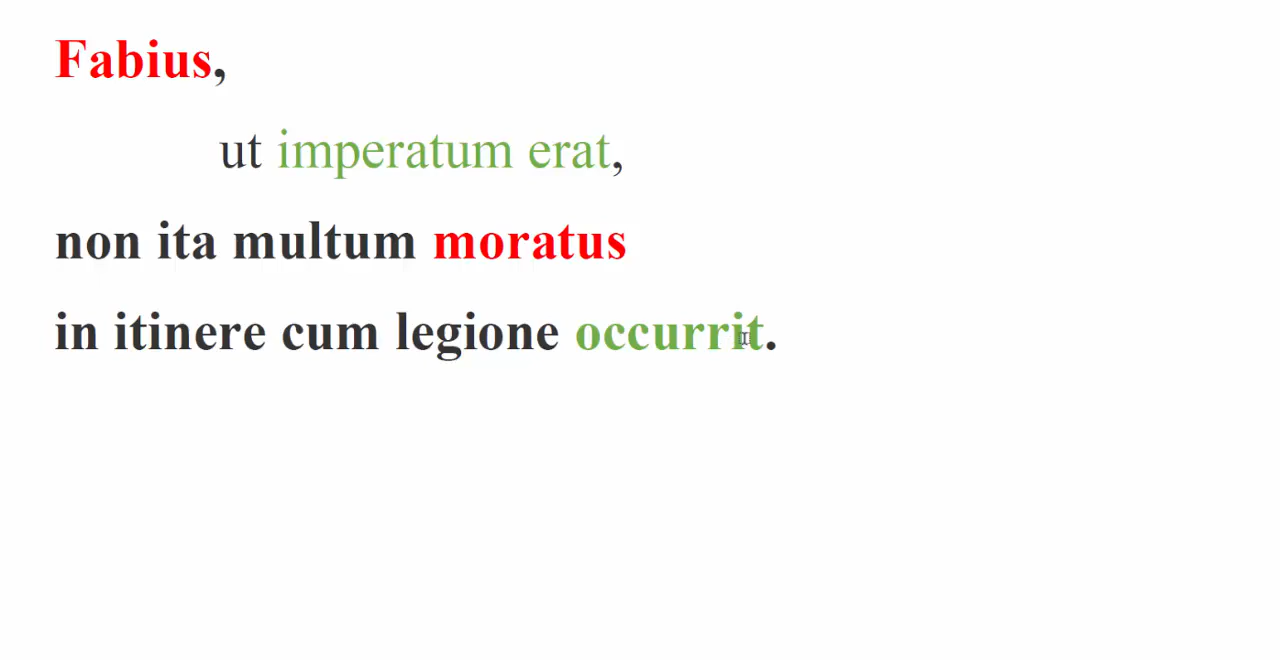 Fabius,
ut imperatum erat,
non ita multum moratus
in itinere cum legione occurrit.